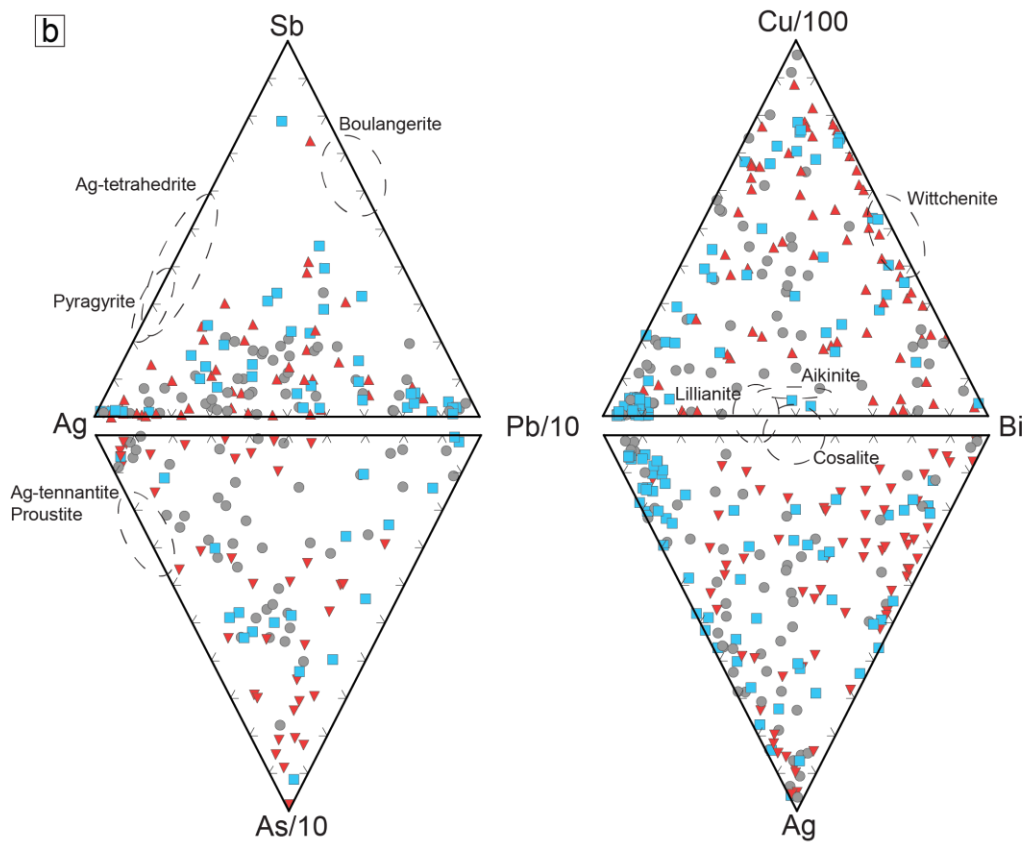 b
Sb
Cu/100
Boulangerite
Ag-tetrahedrite
Wittchenite
Pyragyrite
Aikinite
Lillianite
Ag
Pb/10
Bi
Cosalite
Ag-tennantite
Proustite
As/10
Ag